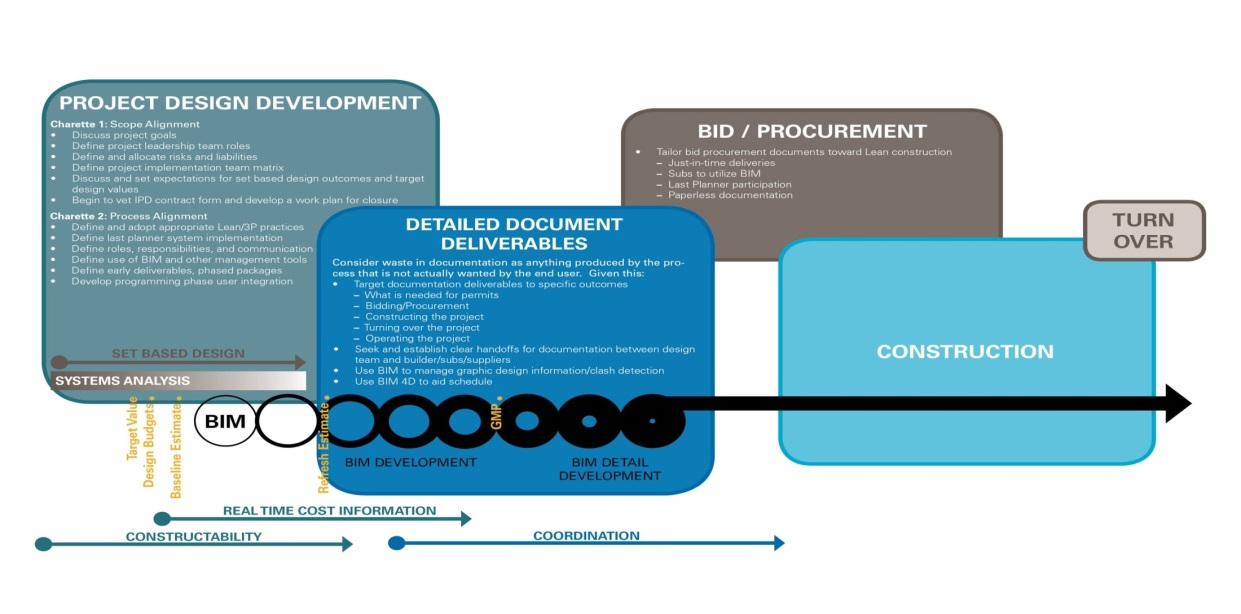 PROJECT DESIGN DEVELOPMENT
Charette 1: Scope Alignment
• Discuss project goals
• Define project leadership team roles
• Define and allocate risks and liabilities
• Define project implementation team matrix
• Discuss and set expectations for set based design outcomes and target
design values
• Begin to vet IPD contract form and develop a work plan for closure
Charette 2: Process Alignment
• Define and adopt appropriate Lean/3P practices
• Define last planner system implementation
• Define roles, responsibilities, and communication
• Define use of BIM and other management tools
• Define early deliverables, phased packages
• Develop programming phase user integration
SET BASED DESIGN
SYSTEMS ANALYSIS
DETAILED DOCUMENT
DELIVERABLES
Consider waste in documentation as anything produced by the pro-
cess that is not actually wanted by the end user. Given this:
• Target documentation deliverables to specific outcomes
– What is needed for permits
– Bidding/Procurement
– Constructing the project
– Turning over the project
– Operating the project
• Seek and establish clear handoffs for documentation between design
team and builder/subs/suppliers
• Use BIM to manage graphic design information/clash detection
• Use BIM 4D to aid schedule
BID / PROCUREMENT
• Tailor bid procurement documents toward Lean construction
– Just-in-time deliveries
– Subs to utilize BIM
– Last Planner participation
– Paperless documentation
TURN
OVER
CONSTRUCTION
Target Value
Design Budgets
Baseline Estimate
BIM
Refresh Estimate
GMP
BIM DEVELOPMENT
BIM DETAIL
DEVELOPMENT
REAL TIME COST INFORMATION
CONSTRUCTABILITY
COORDINATION